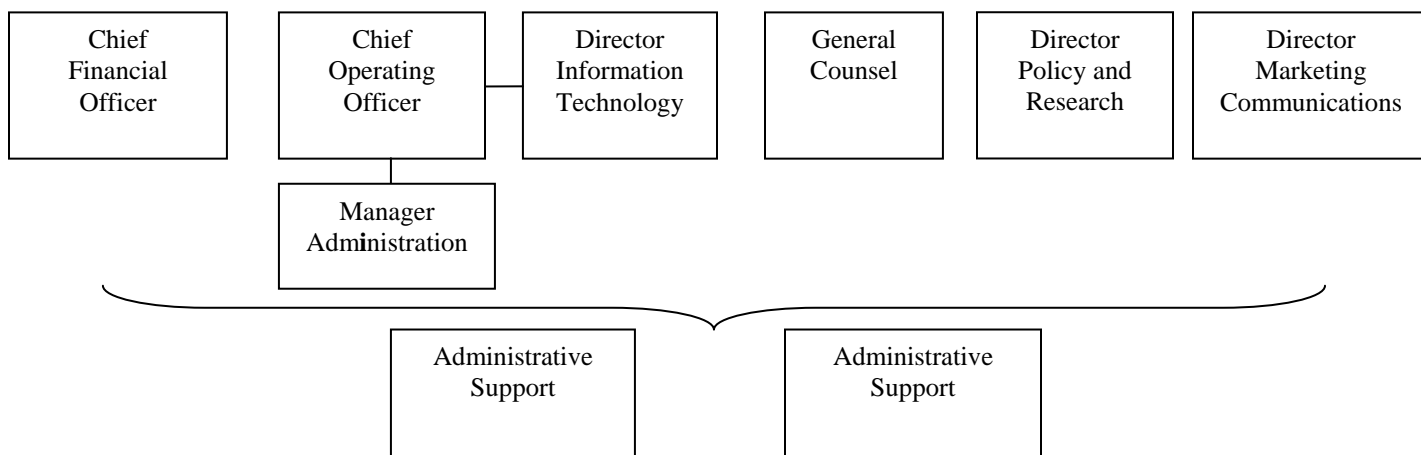 Chief
Financial
Officer
Chief
Operating
Officer
Director
Information
Technology
General
Counsel
Director
Policy and
Research
Director
Marketing
Communications
Manager
Administration
Administrative
Support
Administrative
Support